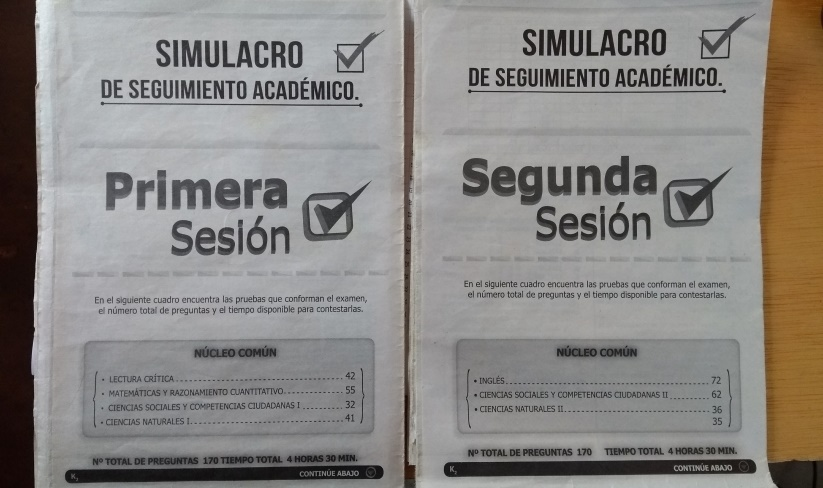 SIMULACRO
DE SEGUIMIENTO ACADÉMICO.
Primera
Sesión
En el siguiente cuadro encuentra las pruebas que conforman el examen,
el número total de preguntas y el tiempo disponible para contestarlas.
NÚCLEO COMÚN
• LECTURA CRÍTICA 42
• MATEMÁTICAS Y RAZONAMIENTO CUANTITATIVO 55
• CIENCIAS SOCIALES Y COMPETENCIAS CIUDADANAS I 32
• CIENCIAS NATURALES I 41
Nº TOTAL DE PREGUNTAS 170 TIEMPO TOTAL 4 HORAS 30 MIN.
CONTINÚE ABAJO
SIMULACRO
DE SEGUIMIENTO ACADÉMICO.
Segunda
Sesión
En el siguiente cuadro encuentra las pruebas que conforman el examen,
el número total de preguntas y el tiempo disponible para contestarlas.
NÚCLEO COMÚN
• INGLÉS 72
• CIENCIAS SOCIALES Y COMPETENCIAS CIUDADANAS II 62
• CIENCIAS NATURALES II 36
35
Nº TOTAL DE PREGUNTAS 170 TIEMPO TOTAL 4 HORAS 30 MIN.
CONTINÚE ABAJO